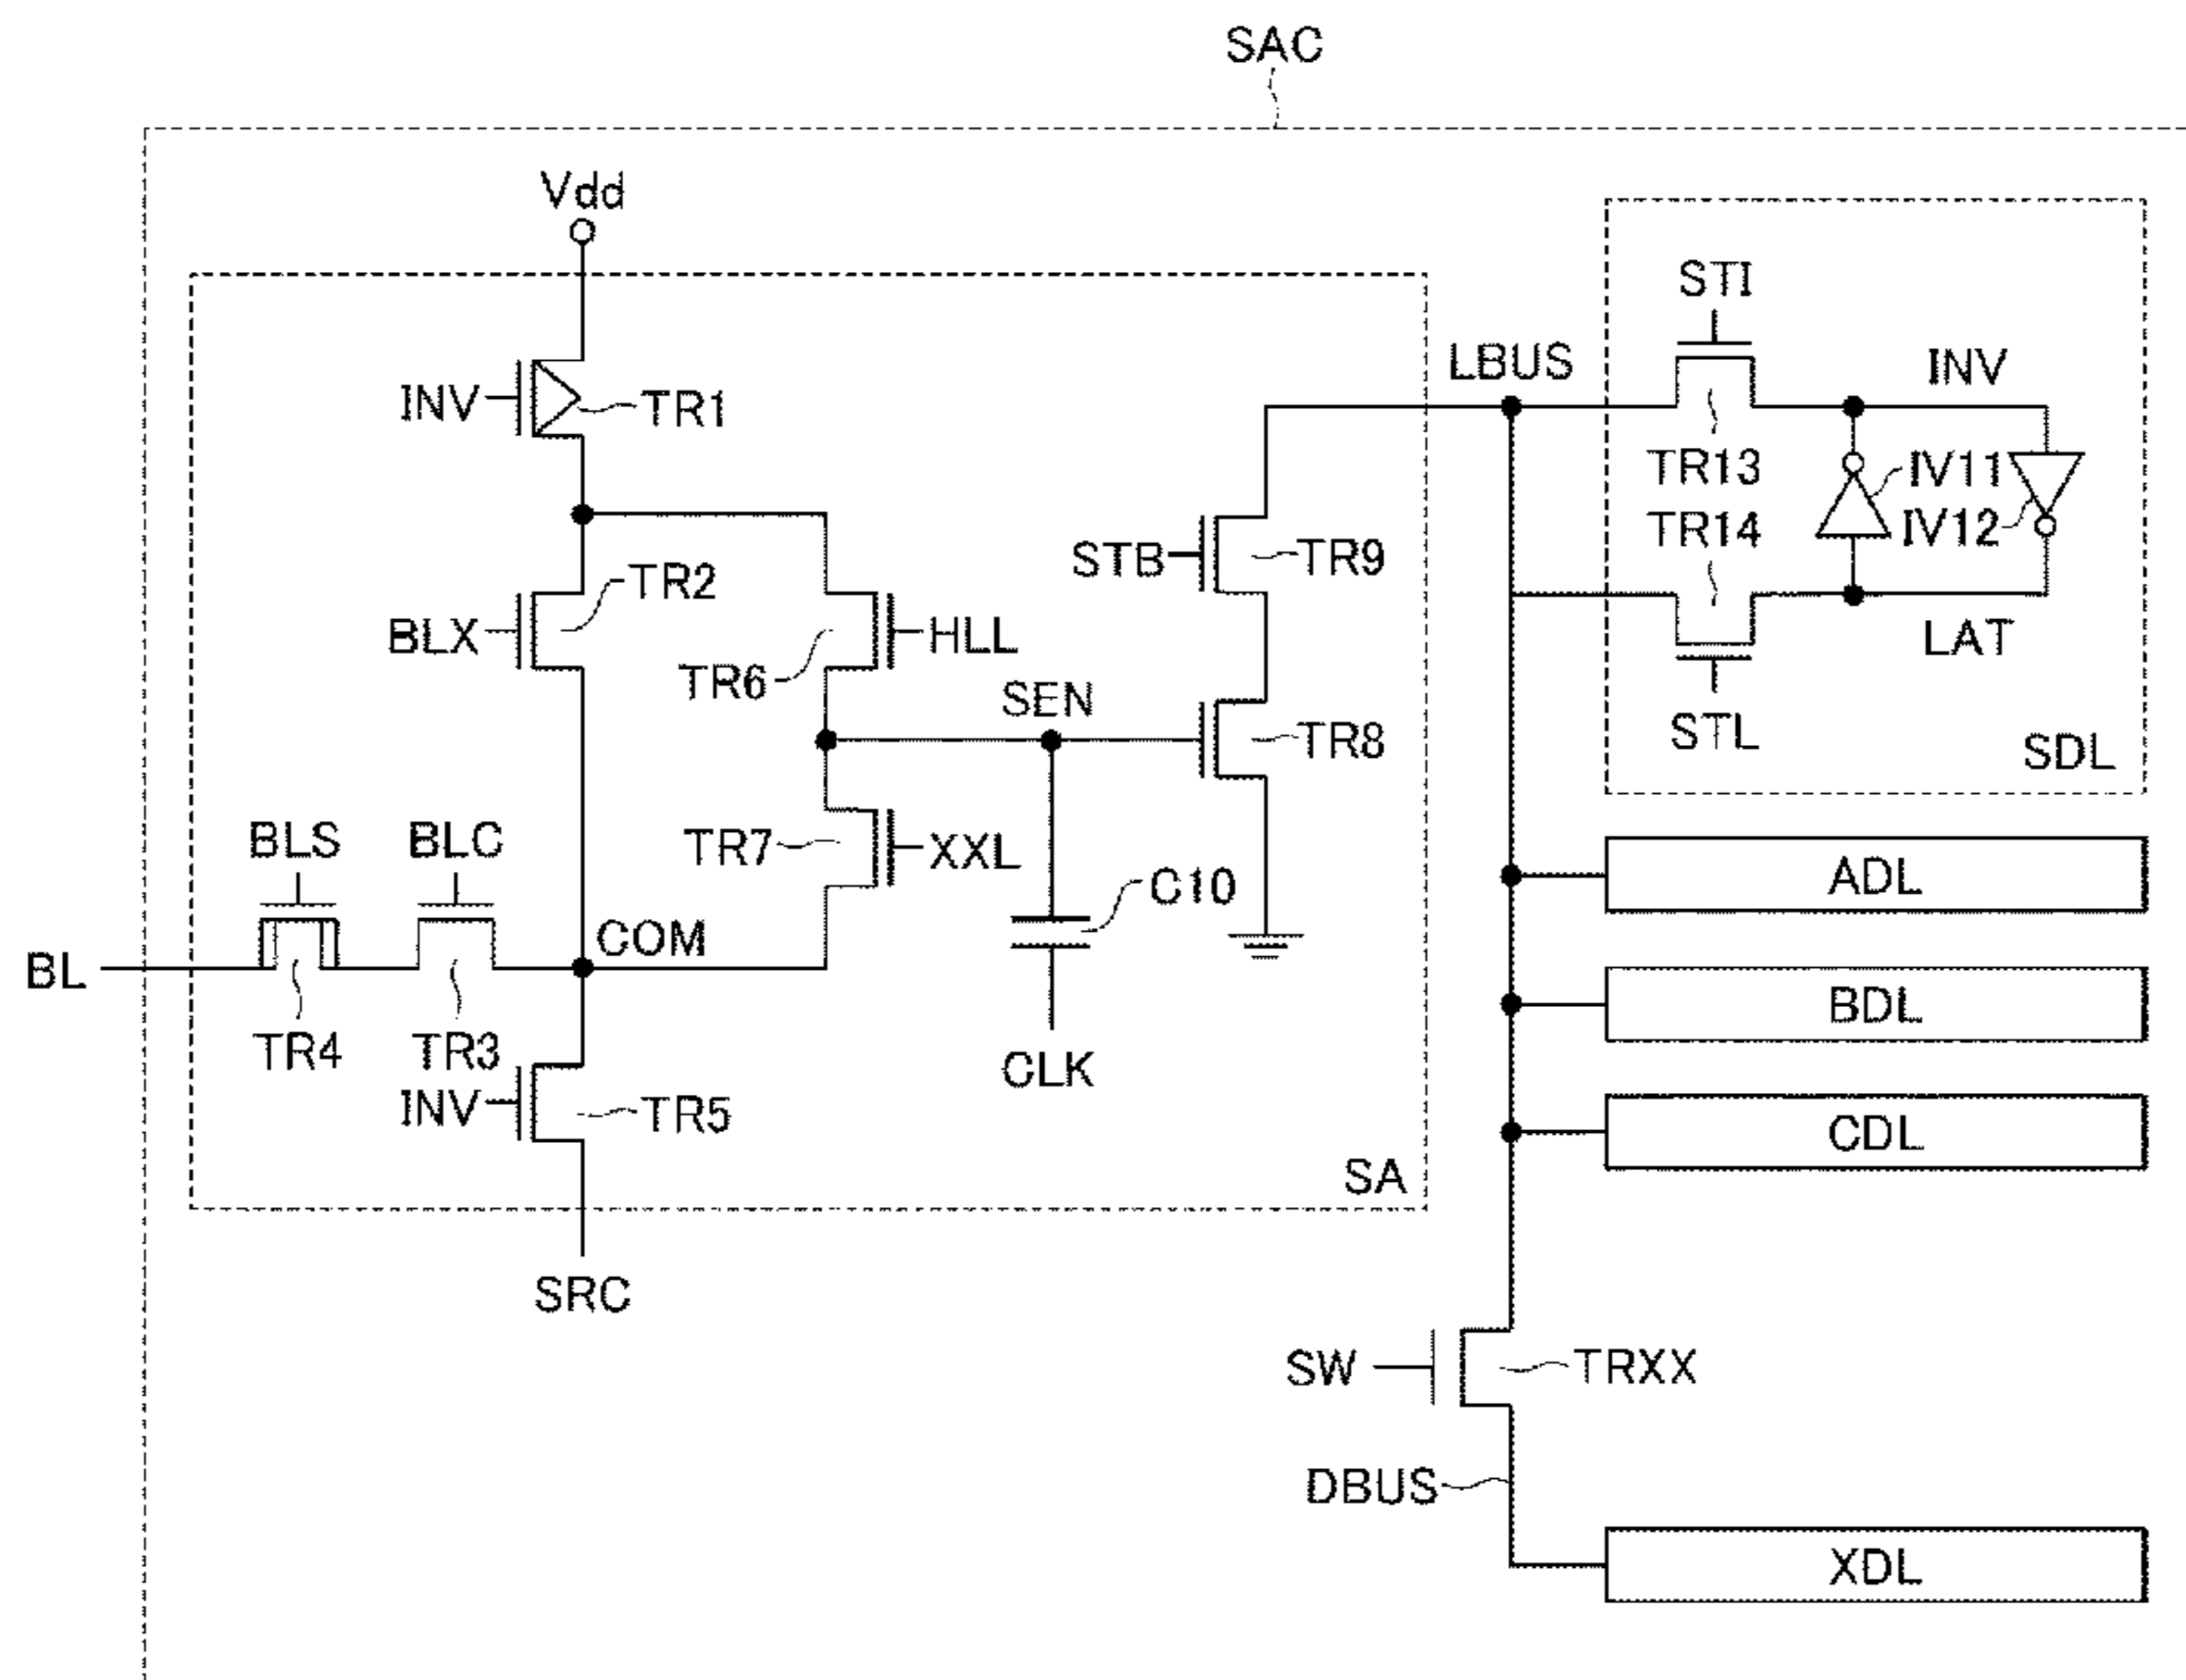 SAC
Vdd
STI
LBUS
INV
INV
TR1
TR13
IV11
TR14
IV12
STB
TR9
TR2
BLX
HLL
TR6
LAT
SEN
STL
TR8
SDL
BLS
BLC
TR7
XXL
C10
ADL
COM
BL
BDL
TR4
TR3
CLK
INV
TR5
CDL
SA
SRC
SW
TRXX
DBUS
XDL